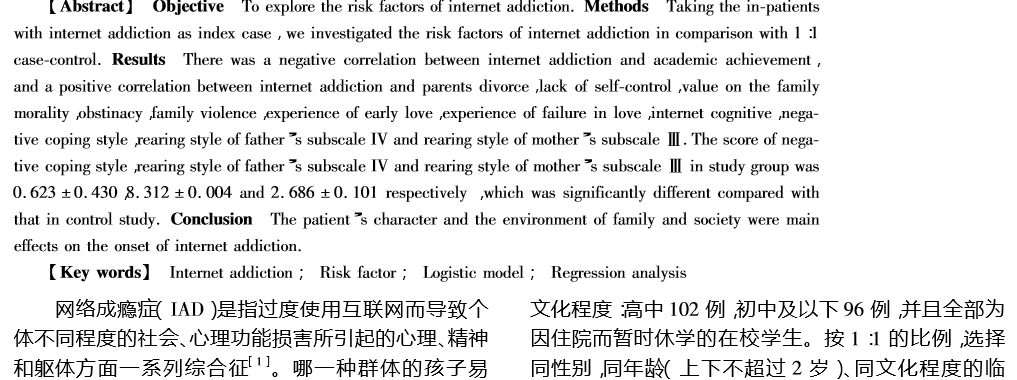 【Abstract】 Objective To explore the risk factors of internet addiction. Methods Taking the in-patients
with internet addiction as index case ,we investigated the risk factors of internet addiction in comparison with 1 :1
case-control. Results There was a negative correlation between internet addiction and academic achievement ,
and a positive correlation between internet addiction and parents divorce ,lack of self-control ,value on the family
morality ,obstinacy ,family violence ,experience of early love ,experience of failure in love ,internet cognitive ,nega-
tive coping style ,rearing style of father's subscale IV and rearing style of mother's subscale Ⅲ. The score of nega-
tive coping style ,rearing style of father's subscale IV and rearing style of mother's subscale Ⅲ in study group was
0. 623 ±0. 430 ,8. 312 ±0. 004 and 2. 686 ±0. 101 respectively ,which was significantly different compared with
that in control study. Conclusion The patient's character and the environment of family and society were main
effects on the onset of internet addiction.
【Key words】 Internet addiction ; Risk factor ; Logistic model ; Regression analysis
网络成瘾症( IAD )是指过度使用互联网而导致个
体不同程度的社会、心理功能损害所引起的心理、精神
和躯体方面一系列综合征[1]。哪一种群体的孩子易
文化程度 :高中 102 例 ,初中及以下 96 例 ,并且全部为
因住院而暂时休学的在校学生。按 1 :1 的比例 ,选择
同性别 ,同年龄( 上下不超过 2 岁 )、同文化程度的临